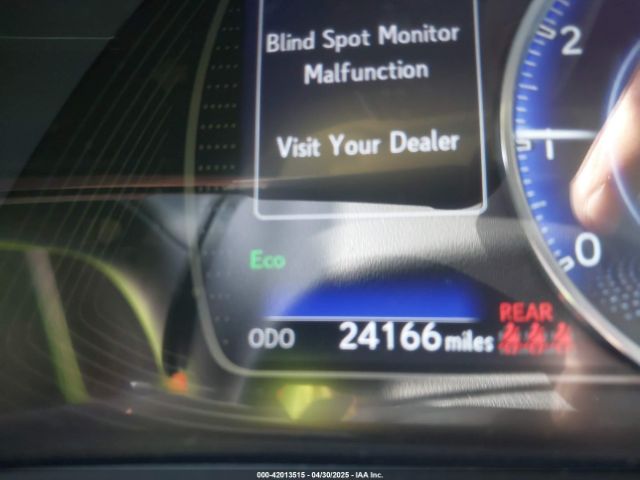 Blind Spot Monitor
Malfunction
Visit Your Dealer
2
1
0
Eco
REAR
ODO 24166 miles
000-42013515 - 04/30/2025 - IAA Inc.